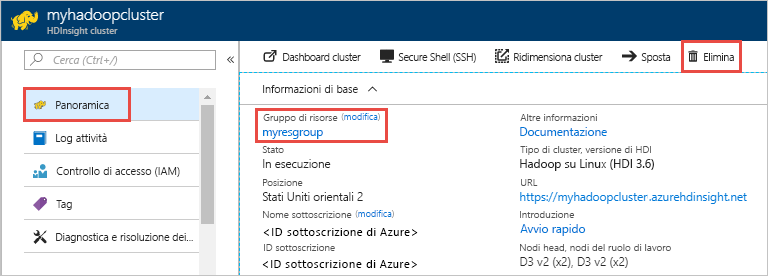 myhadoopcluster
HDInsight cluster
Cerca (Ctrl+/)
«
Panoramica
Log attività
Controllo di accesso (IAM)
Tag
Diagnostica e risoluzione dei...
Dashboard cluster
Secure Shell (SSH)
Ridimensiona cluster
Sposta
Elimina
Informazioni di base
Gruppo di risorse (modifica)
myresgroup
Stato
In esecuzione
Posizione
Stati Uniti orientali 2
Nome sottoscrizione (modifica)
<ID sottoscrizione di Azure>
ID sottoscrizione
<ID sottoscrizione di Azure>
Altre informazioni
Documentazione
Tipo di cluster, versione di HDI
Hadoop su Linux (HDI 3.6)
URL
https://myhadoopcluster.azurehdinsight.net
Introduzione
Avvio rapido
Nodi head, nodi del ruolo di lavoro
D3 v2 (x2), D3 v2 (x2)